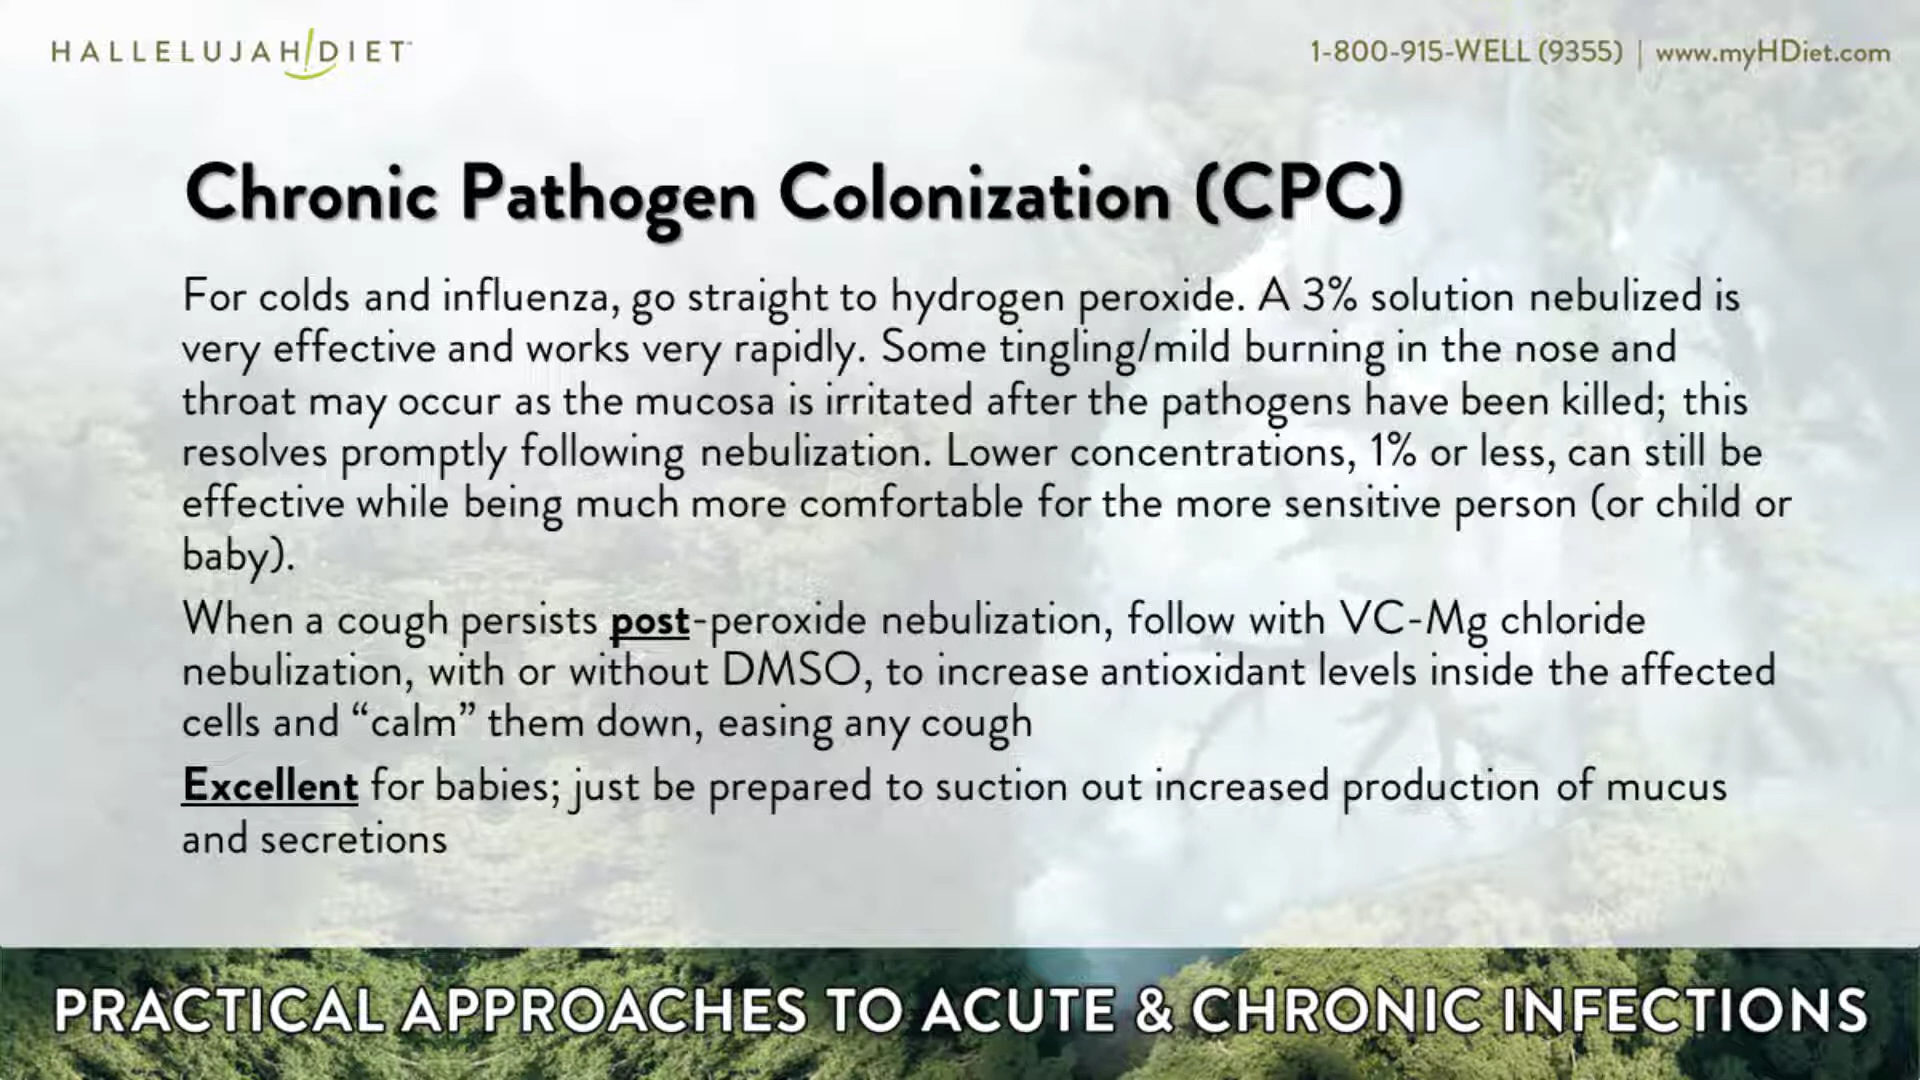 HALLELUJAH DIET™
1-800-915-WELL (9355) | www.myHDiet.com
Chronic Pathogen Colonization (CPC)
For colds and influenza, go straight to hydrogen peroxide. A 3% solution nebulized is
very effective and works very rapidly. Some tingling/mild burning in the nose and
throat may occur as the mucosa is irritated after the pathogens have been killed; this
resolves promptly following nebulization. Lower concentrations, 1% or less, can still be
effective while being much more comfortable for the more sensitive person (or child or
baby).
When a cough persists post-peroxide nebulization, follow with VC-Mg chloride
nebulization, with or without DMSO, to increase antioxidant levels inside the affected
cells and “calm” them down, easing any cough
Excellent for babies; just be prepared to suction out increased production of mucus
and secretions
PRACTICAL APPROACHES TO ACUTE & CHRONIC INFECTIONS